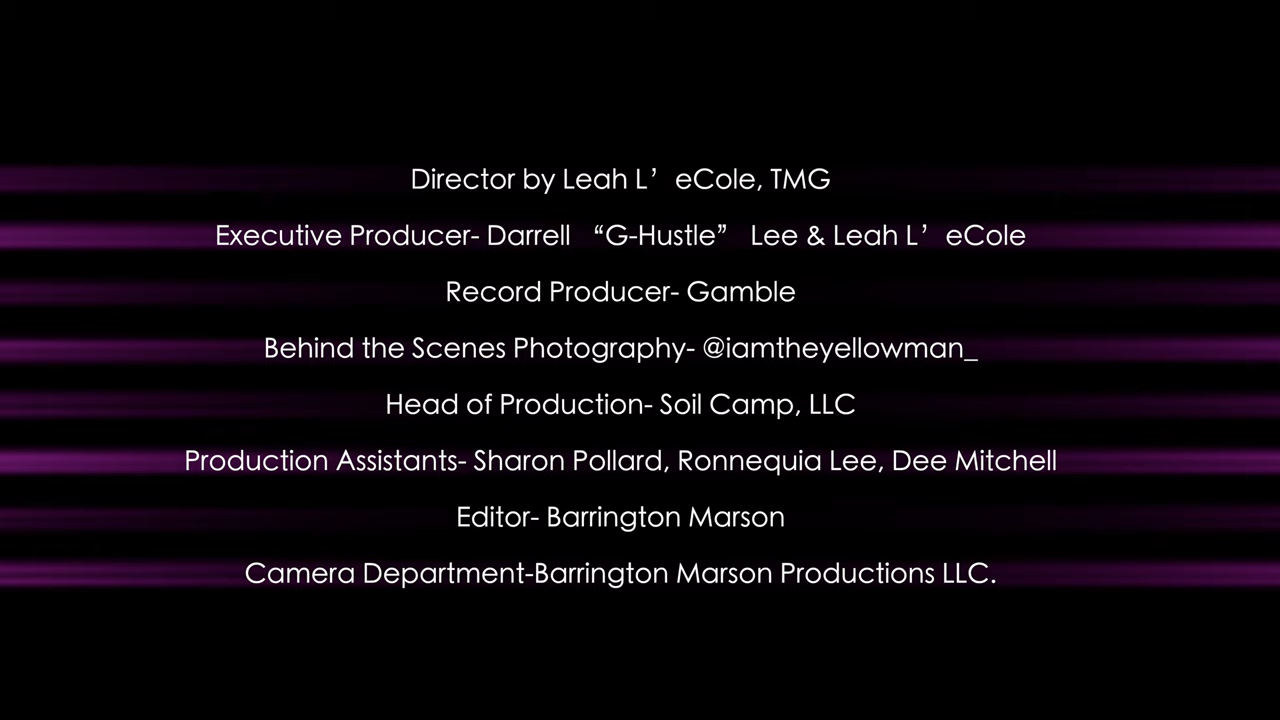 Director by Leah L’ eCole, TMG
Executive Producer- Darrell “G-Hustle” Lee & Leah L’ eCole
Record Producer- Gamble
Behind the Scenes Photography- @iamtheyellowman_
Head of Production- Soil Camp, LLC
Production Assistants- Sharon Pollard, Ronnequia Lee, Dee Mitchell
Editor- Barrington Marson
Camera Department-Barrington Marson Productions LLC.